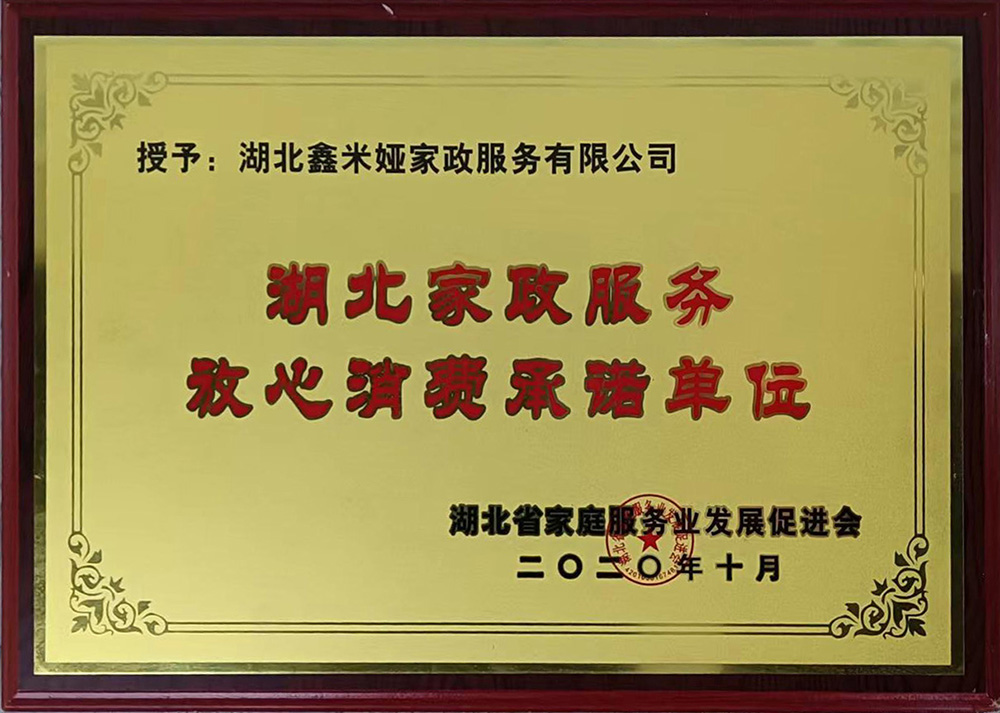 授予：湖北鑫米娅家政服务有限公司
湖北家政服务
放心消费承诺单位
湖北省家庭服务业发展促进会
二〇二〇年十月